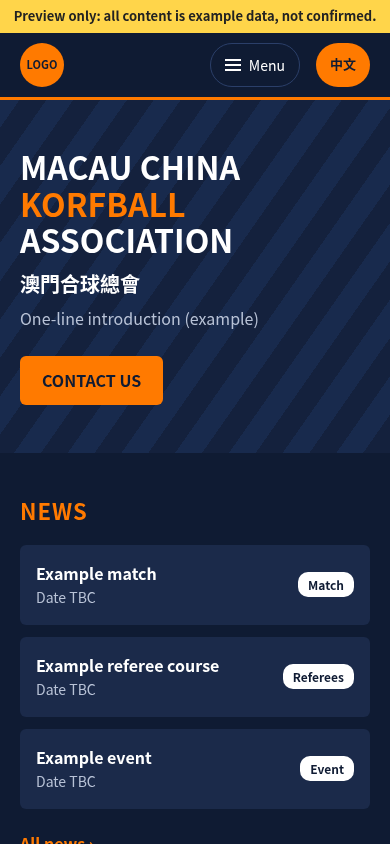 Preview only: all content is example data, not confirmed.
LOGO
Menu
中文
MACAU CHINA
KORFBALL
ASSOCIATION
澳門合球總會
One-line introduction (example)
CONTACT US
NEWS
Example match
Date TBC
Match
Example referee course
Date TBC
Referees
Example event
Date TBC
Event
All news ›